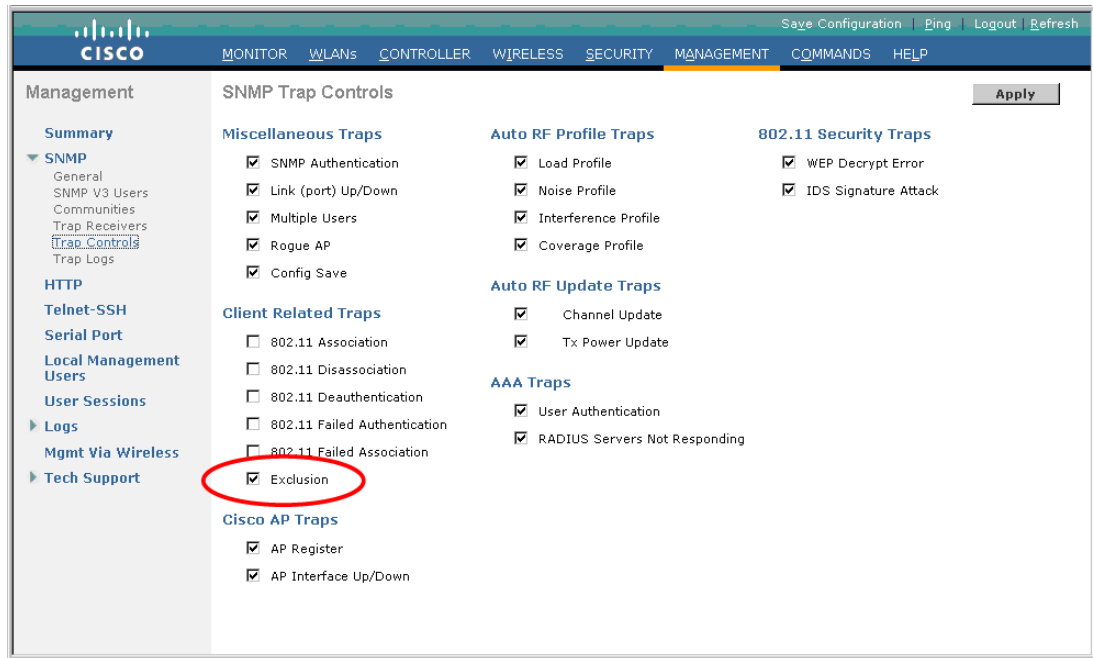 Save Configuration | Ping | Logout | Refresh
CISCO
MONITOR WLANs CONTROLLER WIRELESS SECURITY MANAGEMENT COMMANDS HELP
Management
Summary
SNMP
General
SNMP V3 Users
Communities
Trap Receivers
Trap Controls
Trap Logs
HTTP
Telnet-SSH
Serial Port
Local Management
Users
User Sessions
Logs
Mgmt Via Wireless
Tech Support
SNMP Trap Controls
Apply
Miscellaneous Traps
SNMP Authentication
Link (port) Up/Down
Multiple Users
Rogue AP
Config Save
Client Related Traps
802.11 Association
802.11 Disassociation
802.11 Deauthentication
802.11 Failed Authentication
802.11 Failed Association
Exclusion
Cisco AP Traps
AP Register
AP Interface Up/Down
Auto RF Profile Traps
Load Profile
Noise Profile
Interference Profile
Coverage Profile
Auto RF Update Traps
Channel Update
Tx Power Update
AAA Traps
User Authentication
RADIUS Servers Not Responding
802.11 Security Traps
WEP Decrypt Error
IDS Signature Attack